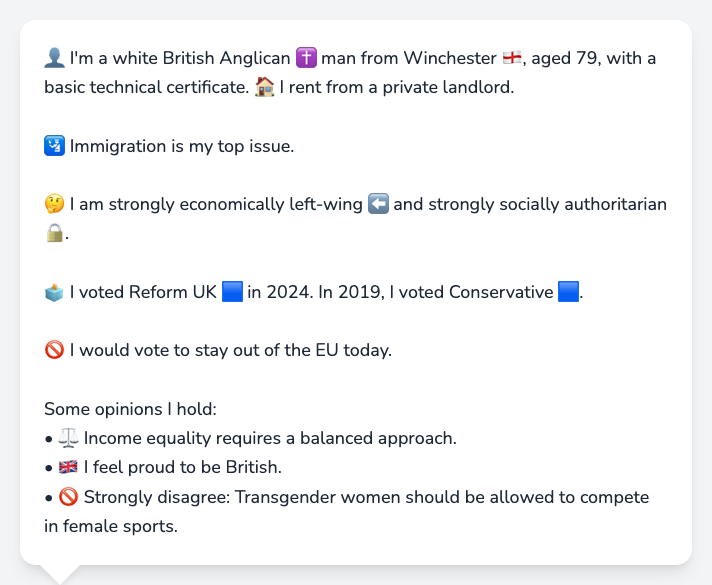 👤 I'm a white British Anglican ✝️ man from Winchester 🏴󠁧󠁢󠁥󠁮󠁧󠁿, aged 79, with a
basic technical certificate. 🏠 I rent from a private landlord.
🛂 Immigration is my top issue.
🤔 I am strongly economically left-wing ⬅️ and strongly socially authoritarian
🔒.
🗳️ I voted Reform UK 🟦 in 2024. In 2019, I voted Conservative 🟦.
🚫 I would vote to stay out of the EU today.
Some opinions I hold:
• ⚖️ Income equality requires a balanced approach.
• 🇬🇧 I feel proud to be British.
• 🚫 Strongly disagree: Transgender women should be allowed to compete
in female sports.